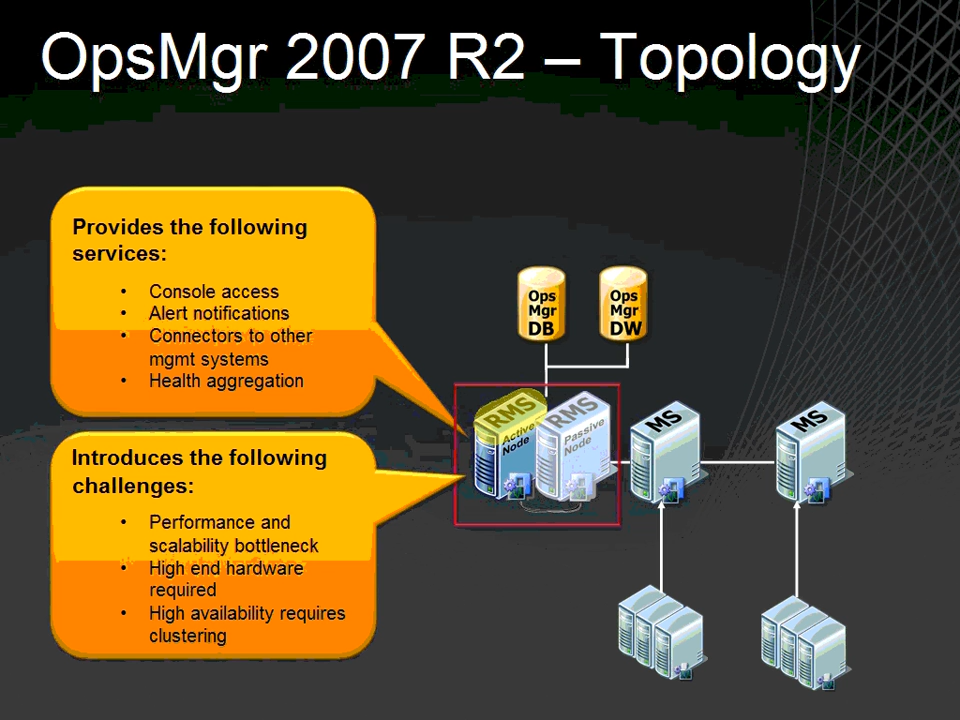 OpsMgr 2007 R2 – Topology
Provides the following
services:
• Console access
• Alert notifications
• Connectors to other
mgmt systems
• Health aggregation
Introduces the following
challenges:
• Performance and
scalability bottleneck
• High end hardware
required
• High availability requires
clustering
Ops
Mgr
DB
Ops
Mgr
DW
RMS
Active
Node
RMS
Passive
Node
MS
MS